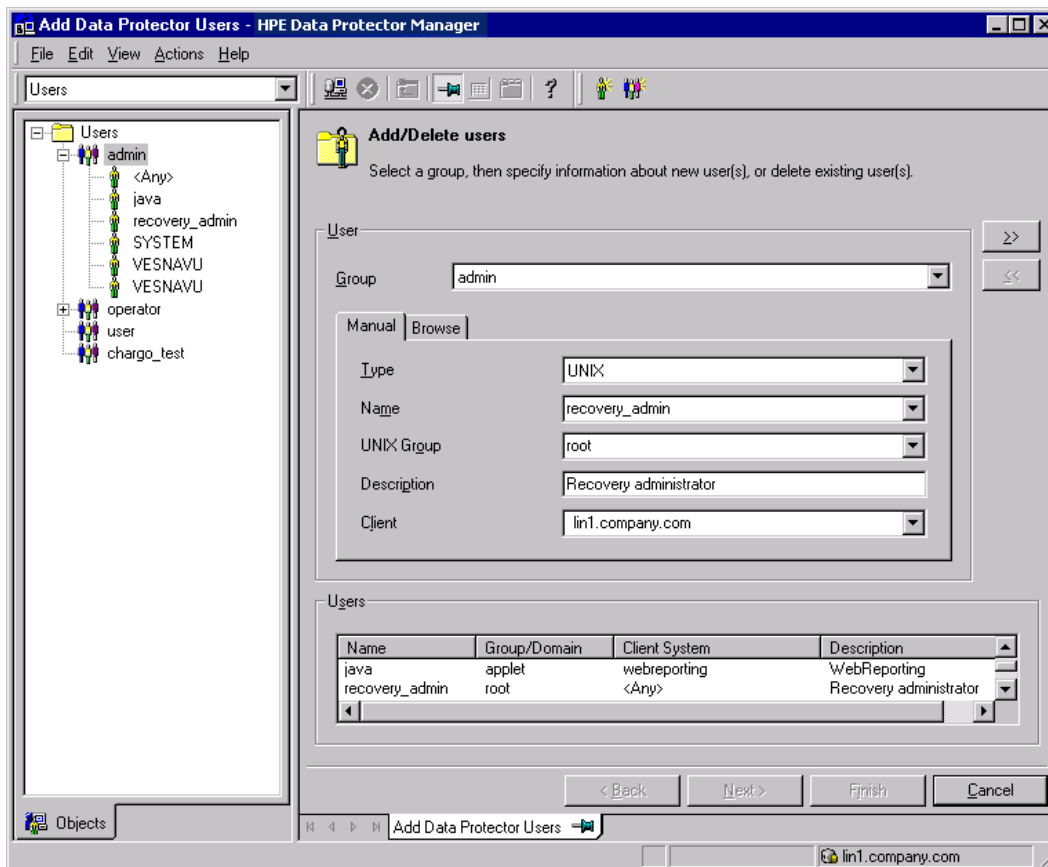 Add Data Protector Users - HPE Data Protector Manager
File Edit View Actions Help
Users
?
Users
admin
<Any>
java
recovery_admin
SYSTEM
VESNAVU
VESNAVU
operator
user
chargo_test
Objects
Add/Delete users
Select a group, then specify information about new user(s), or delete existing user(s).
User
>>
<<
Group admin
Manual Browse
Type UNIX
Name recovery_admin
UNIX Group root
Description Recovery administrator
Client lin1.company.com
Users
Name Group/Domain Client System Description
java applet webreporting WebReporting
recovery_admin root <Any> Recovery administrator
< Back Next > Finish Cancel
Add Data Protector Users
lin1.company.com